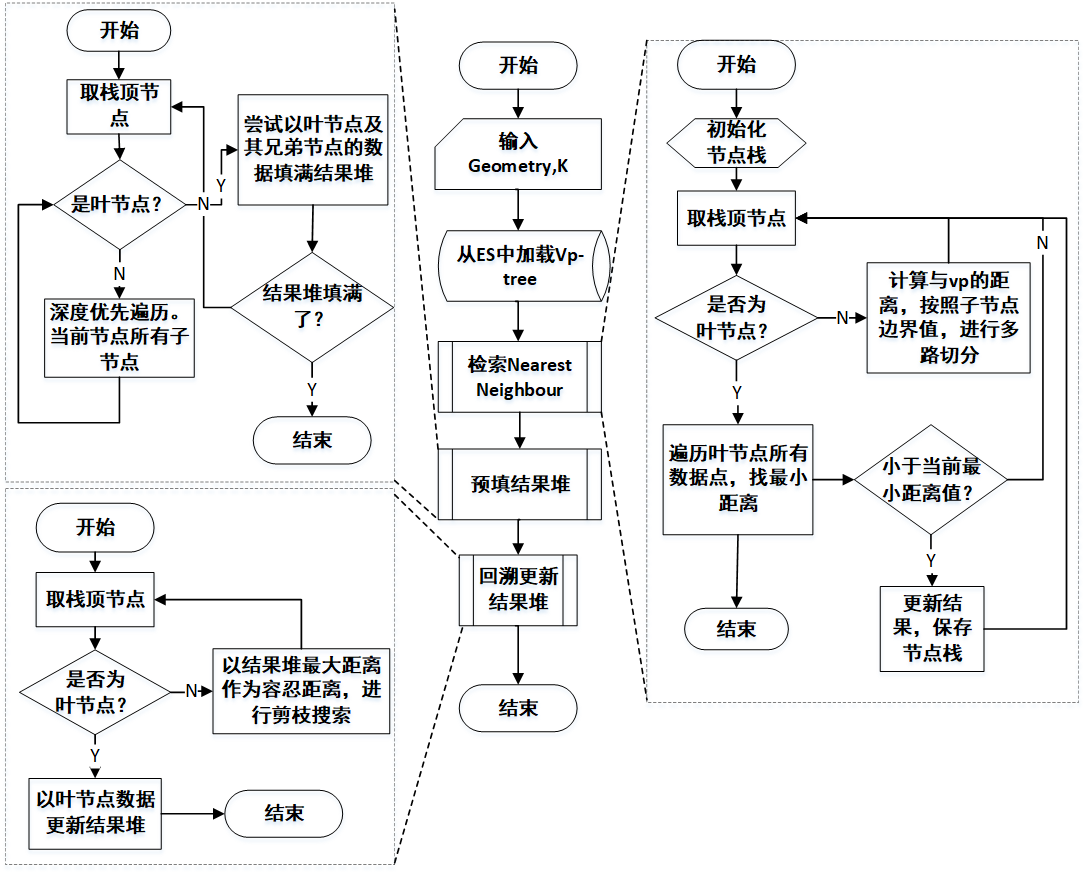 开始
取栈顶节
点
是叶节点？
N
深度优先遍历。
当前节点所有子
节点
Y
N
尝试以叶节点及
其兄弟节点的数
据填满结果堆
结果堆填满
了？
Y
结束
开始
输入
Geometry,K
从ES中加载Vp-
tree
检索Nearest
Neighbour
预填结果堆
回溯更新
结果堆
结束
开始
初始化
节点栈
取栈顶节点
是否为
叶节点？
N
计算与vp的距
离，按照子节点
边界值，进行多
路切分
Y
遍历叶节点所有
数据点，找最小
距离
小于当前最
小距离值？
N
Y
更新结
果，保存
节点栈
结束
开始
取栈顶节点
是否为
叶节点？
N
以结果堆最大距离
作为容忍距离，进
行剪枝搜索
Y
以叶节点数据
更新结果堆
结束